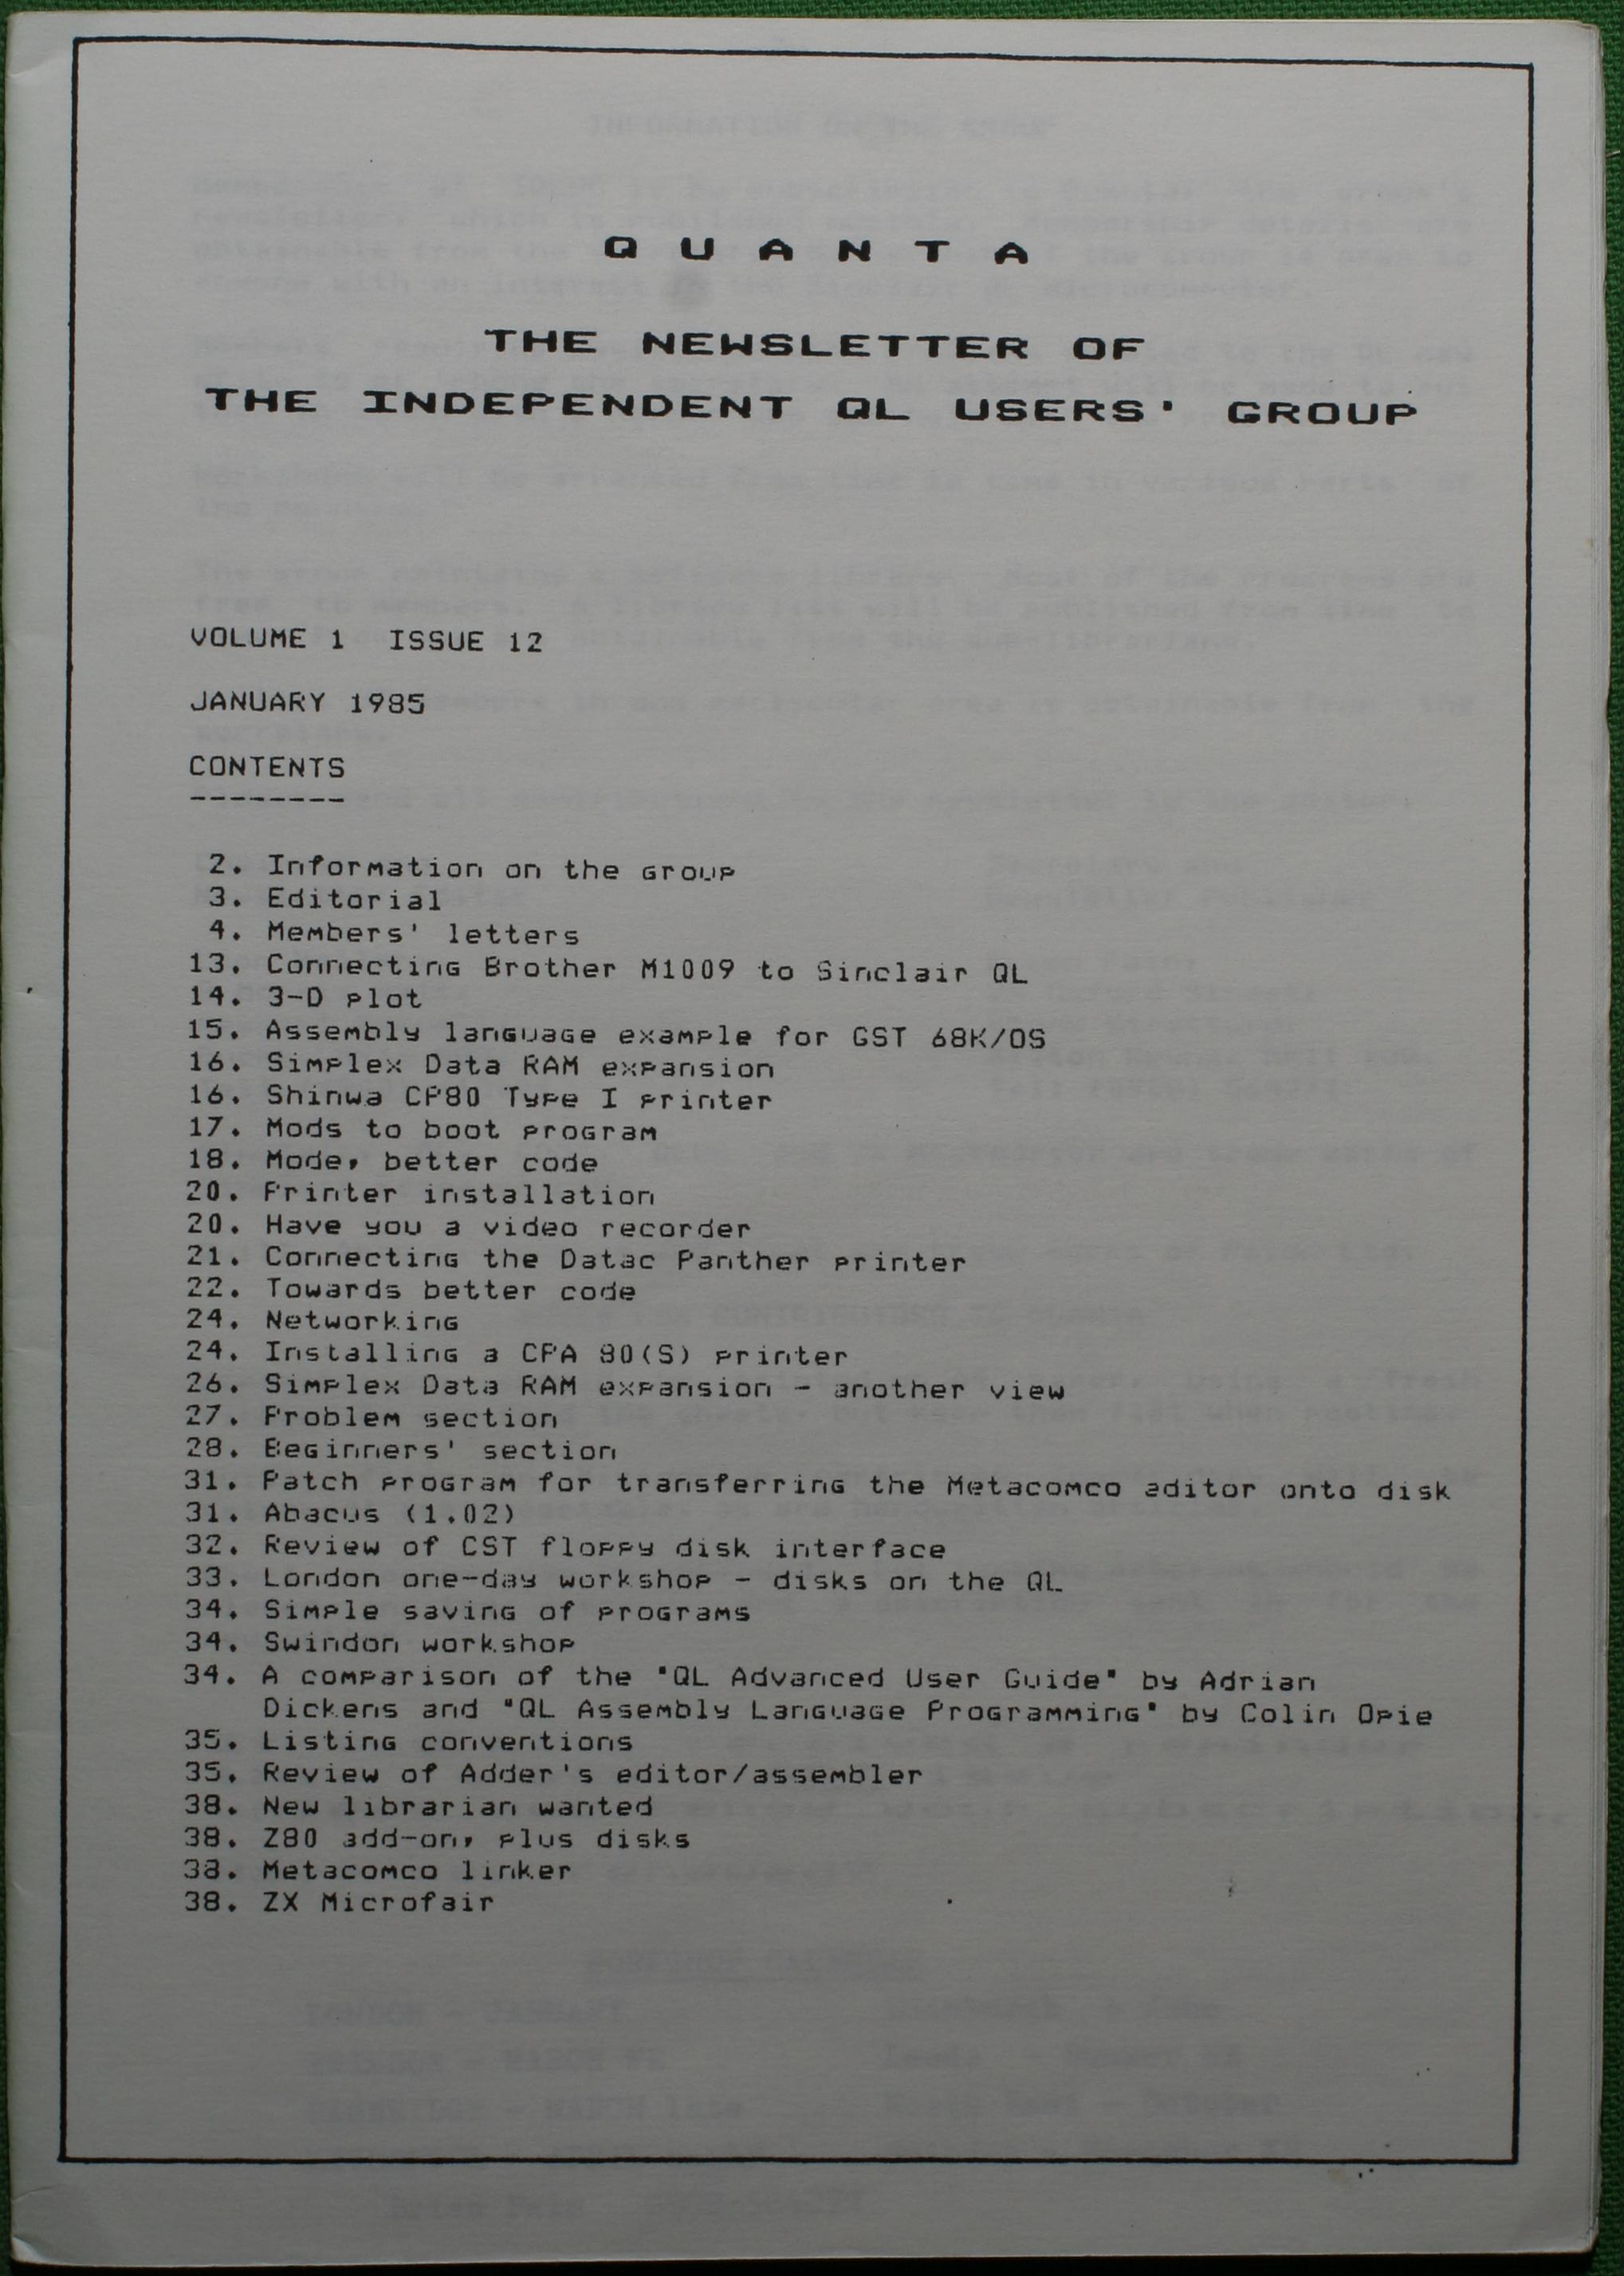 Q U A N T A
THE NEWSLETTER OF
THE INDEPENDENT QL USERS' GROUP
VOLUME 1 ISSUE 12
JANUARY 1985
CONTENTS
--------
2. Information on the group
3. Editorial
4. Members' letters
13. Connecting Brother M1009 to Sinclair QL
14. 3-D plot
15. Assembly language example for GST 68K/OS
16. Simplex Data RAM expansion
16. Shinwa CP80 Type I printer
17. Mods to boot program
18. Mode, better code
20. Printer installation
20. Have you a video recorder
21. Connecting the Datac Panther printer
22. Towards better code
24. Networking
24. Installing a CPA 80(S) printer
26. Simplex Data RAM expansion - another view
27. Problem section
28. Beginners' section
31. Patch program for transferring the Metacomco editor onto disk
31. Abacus (1.02)
32. Review of CST floppy disk interface
33. London one-day workshop - disks on the QL
34. Simple saving of programs
34. Swindon workshop
34. A comparison of the "QL Advanced User Guide" by Adrian
Dickens and "QL Assembly Language Programming" by Colin Opie
35. Listing conventions
35. Review of Adder's editor/assembler
38. New librarian wanted
38. Z80 add-on, plus disks
38. Metacomco linker
38. ZX Microfair